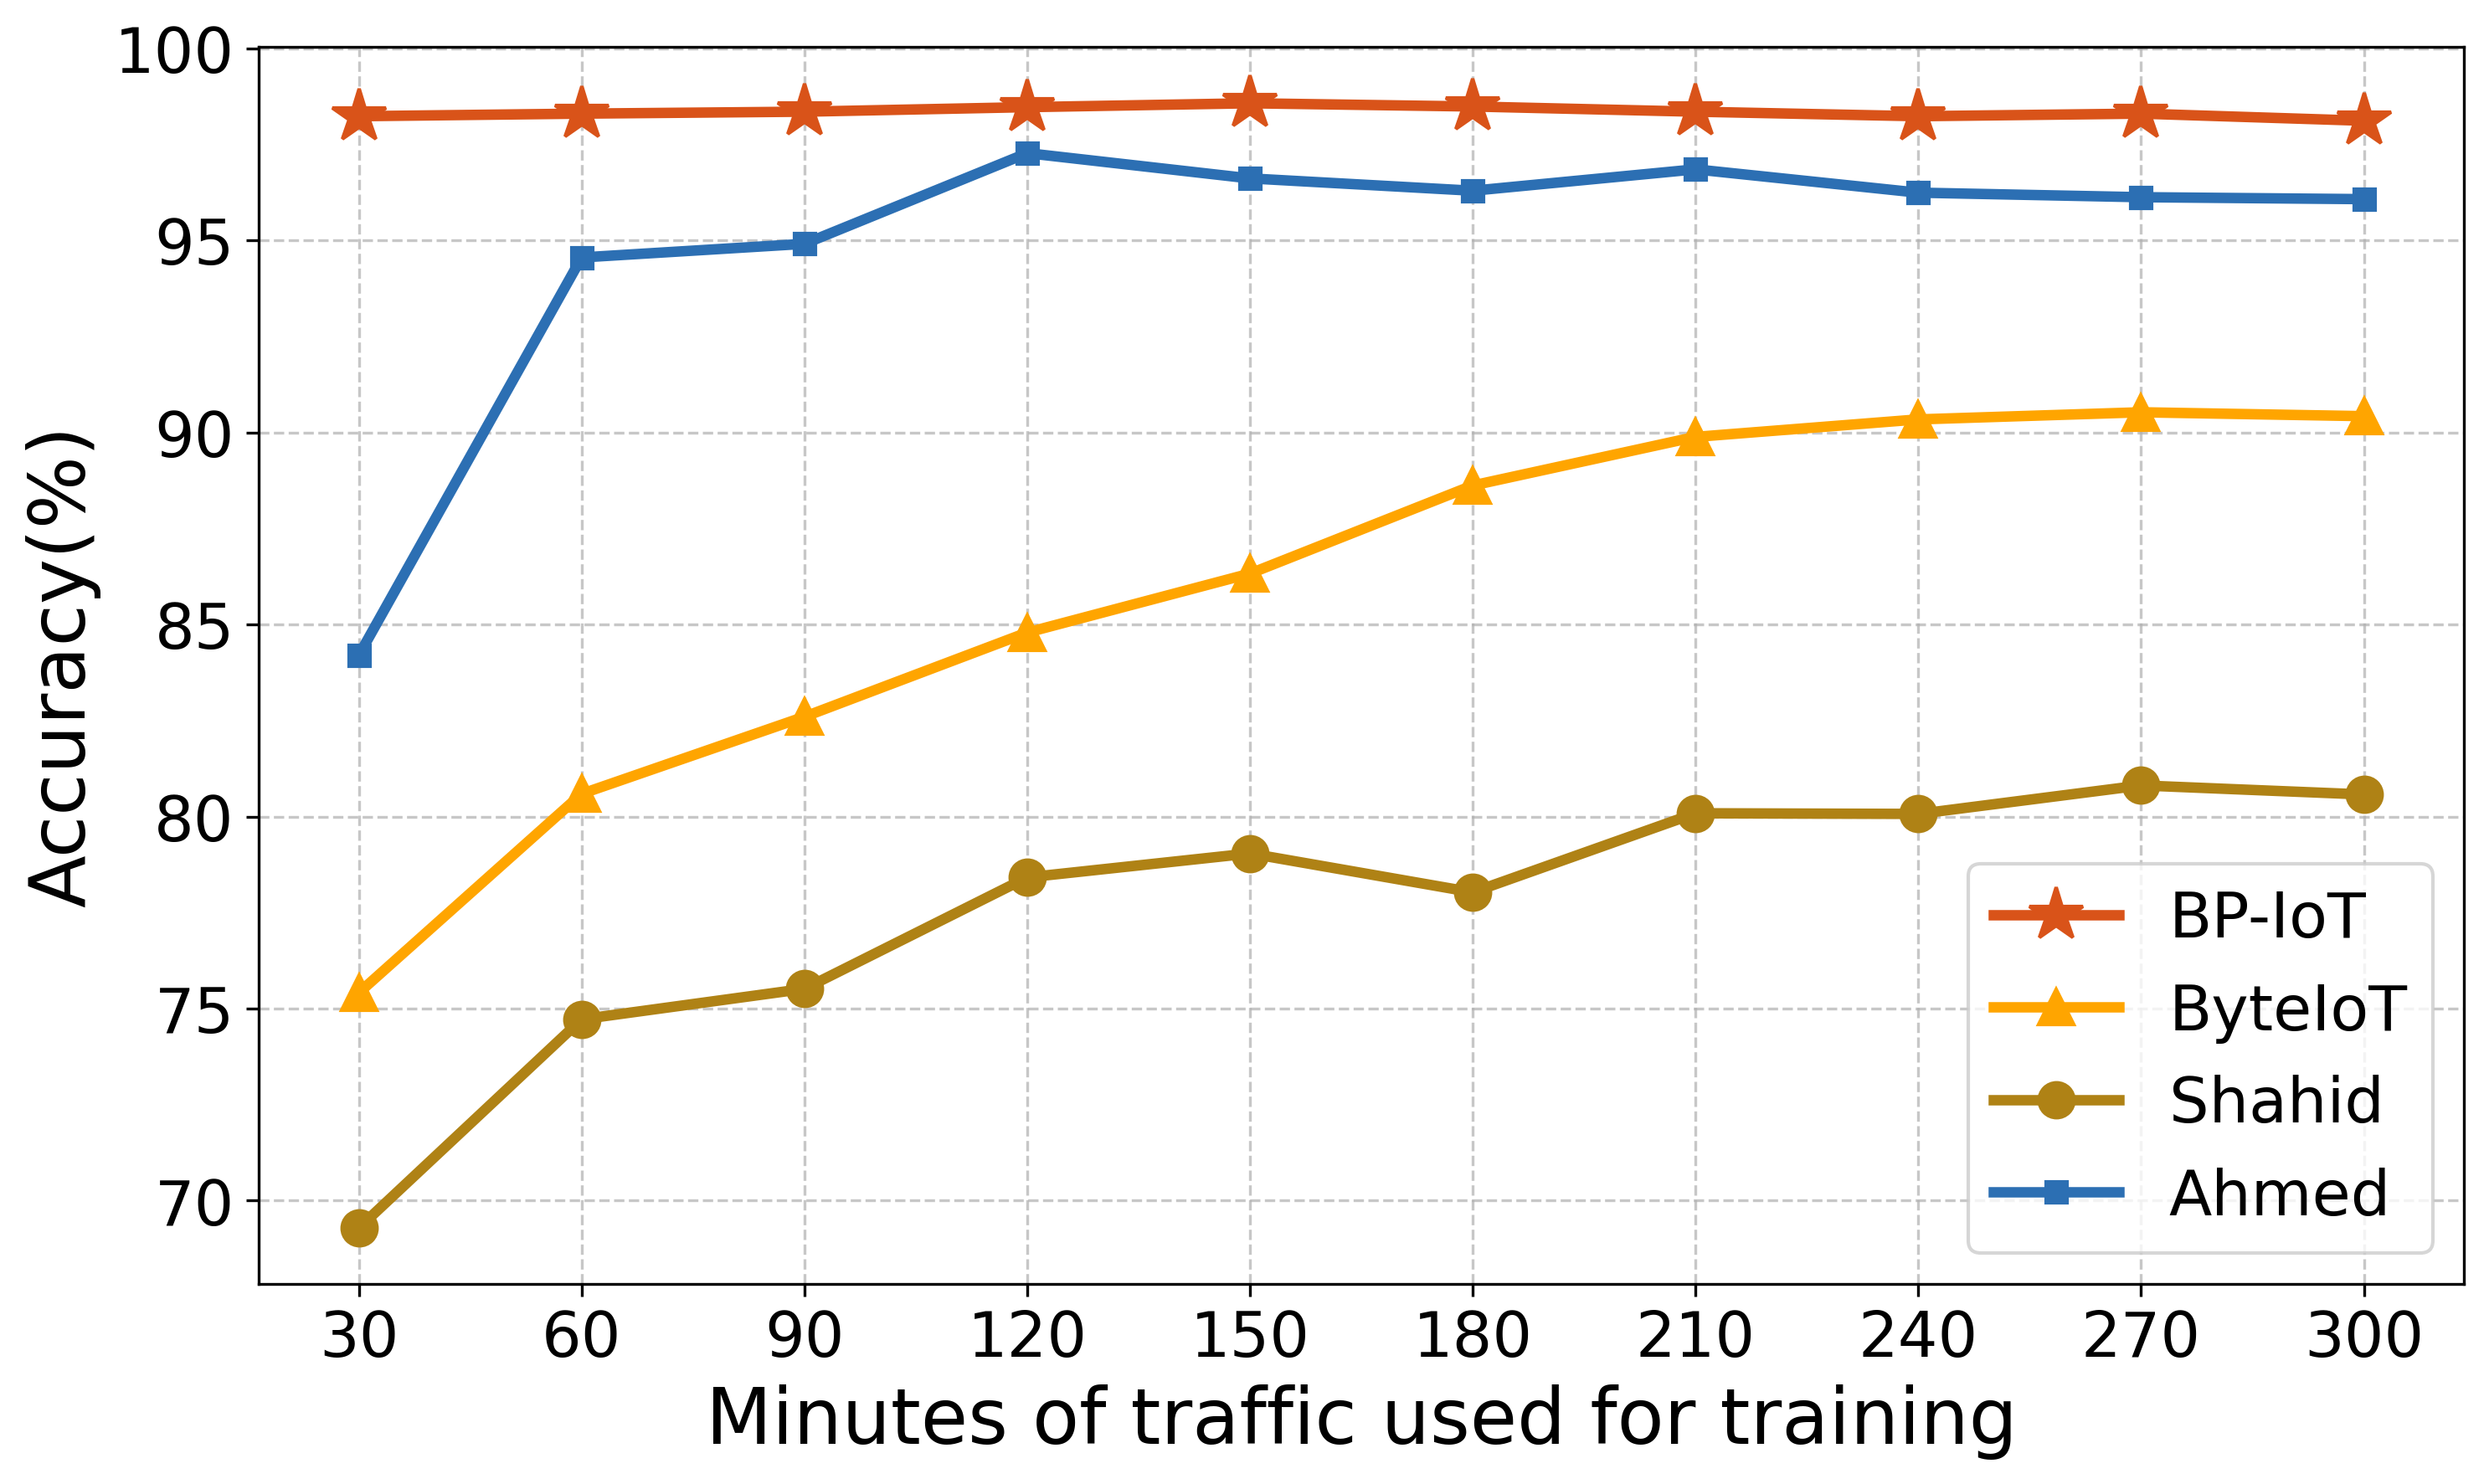 100
95
90
85
80
75
70
Accuracy(%)
30 60 90 120 150 180 210 240 270 300
Minutes of traffic used for training
BP-IoT
ByteIoT
Shahid
Ahmed